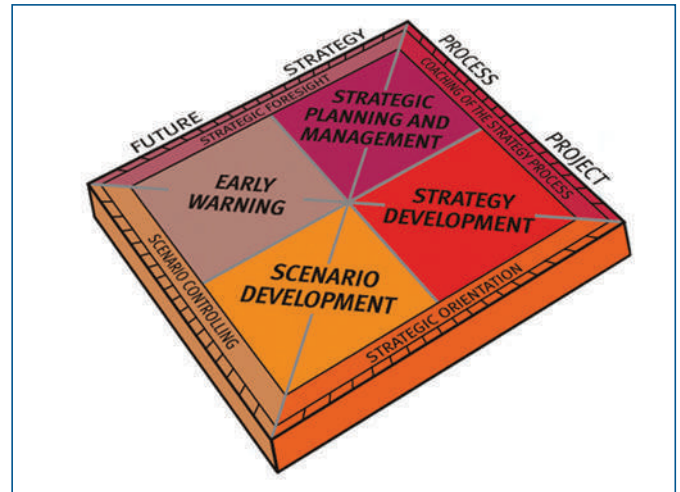 FUTURE
STRATEGY
PROCESS
PROJECT
STRATEGIC FORESIGHT
COACHING OF THE STRATEGY PROCESS
STRATEGIC
PLANNING AND
MANAGEMENT
EARLY
WARNING
STRATEGY
DEVELOPMENT
SCENARIO
DEVELOPMENT
SCENARIO CONTROLLING
STRATEGIC ORIENTATION